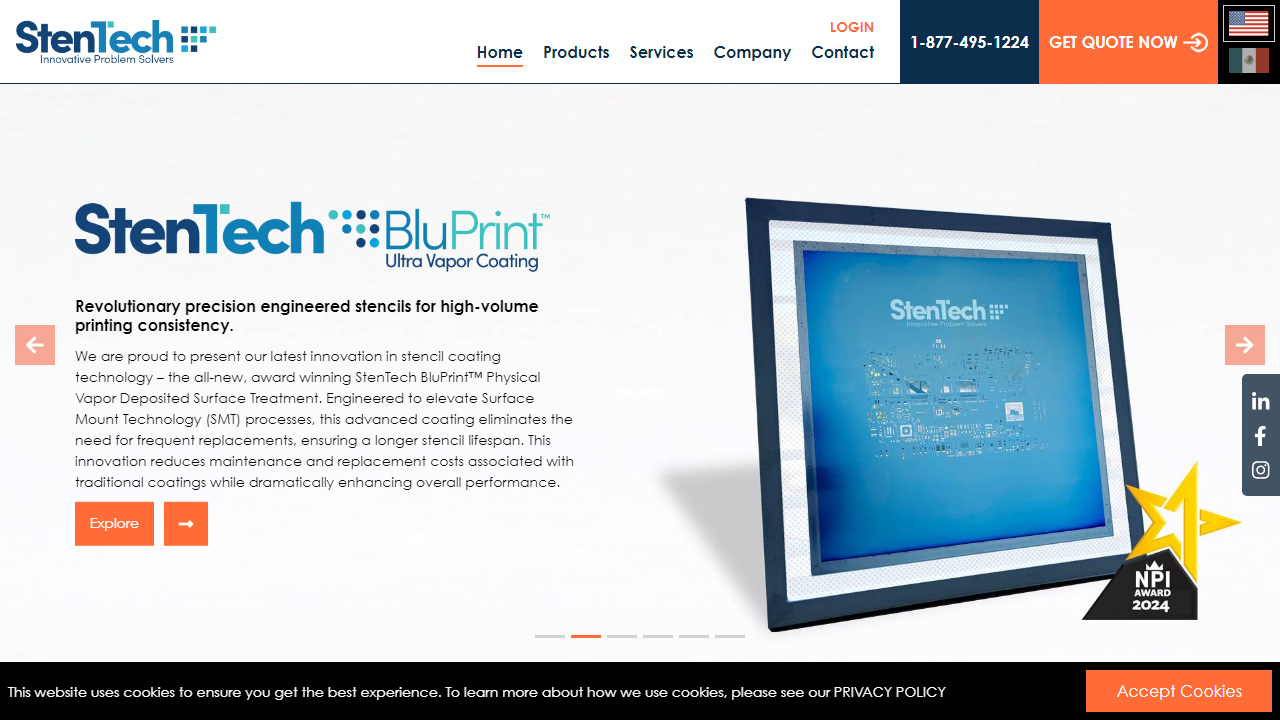 StenTech
Innovative Problem Solvers
LOGIN
Home Products Services Company Contact
1-877-495-1224
GET QUOTE NOW
StenTech BluPrint™
Ultra Vapor Coating
Revolutionary precision engineered stencils for high-volume
printing consistency.
We are proud to present our latest innovation in stencil coating
technology – the all-new, award winning StenTech BluPrint™ Physical
Vapor Deposited Surface Treatment. Engineered to elevate Surface
Mount Technology (SMT) processes, this advanced coating eliminates the
need for frequent replacements, ensuring a longer stencil lifespan. This
innovation reduces maintenance and replacement costs associated with
traditional coatings while dramatically enhancing overall performance.
Explore
StenTech
Innovative Problem Solvers
NPI
AWARD
2024
This website uses cookies to ensure you get the best experience. To learn more about how we use cookies, please see our PRIVACY POLICY
Accept Cookies